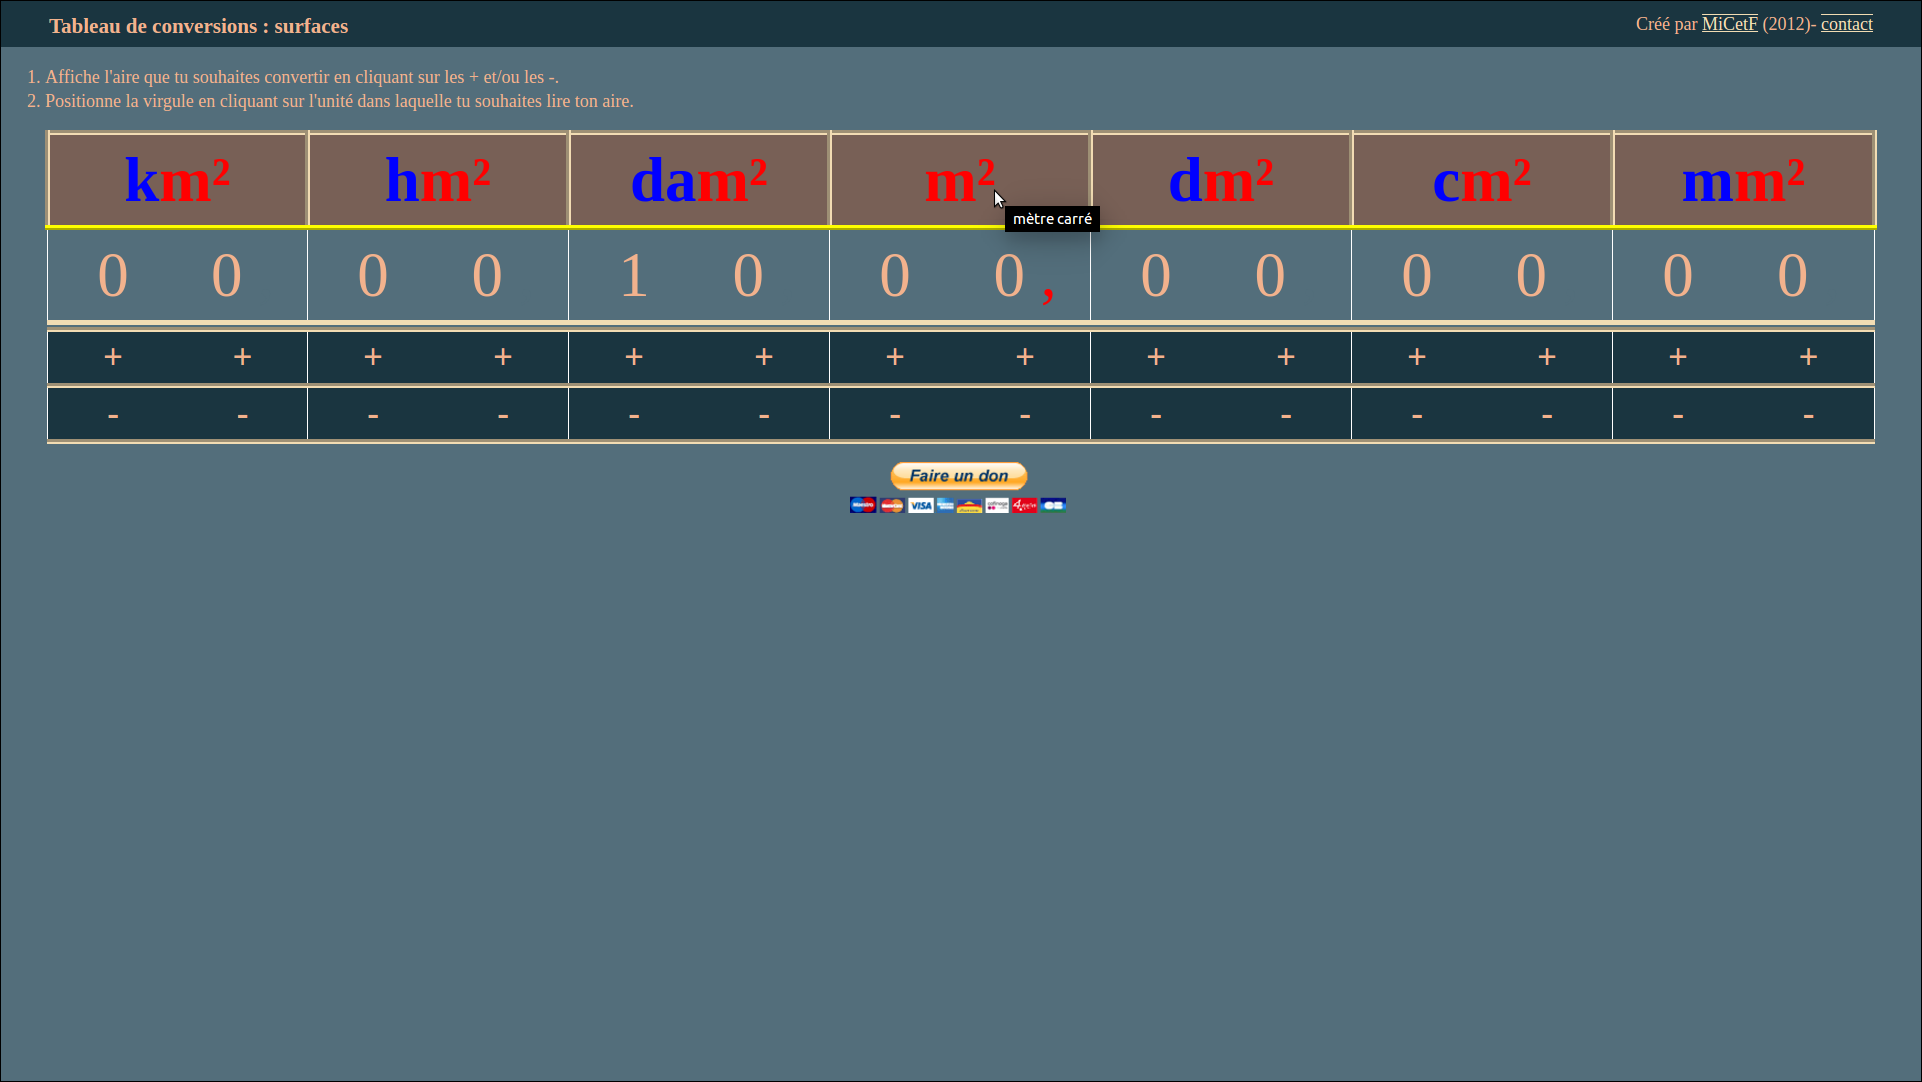 Tableau de conversions : surfaces
Créé par MiCetF (2012)- contact
1. Affiche l'aire que tu souhaites convertir en cliquant sur les + et/ou les -.
2. Positionne la virgule en cliquant sur l'unité dans laquelle tu souhaites lire ton aire.
km² hm² dam² m² dm² cm² mm²
mètre carré
0 0 0 0 1 0 0 0 , 0 0 0 0 0 0
+ + + + + + + + + + + + + +
- - - - - - - - - - - - - -
Faire un don
Maestro VISA